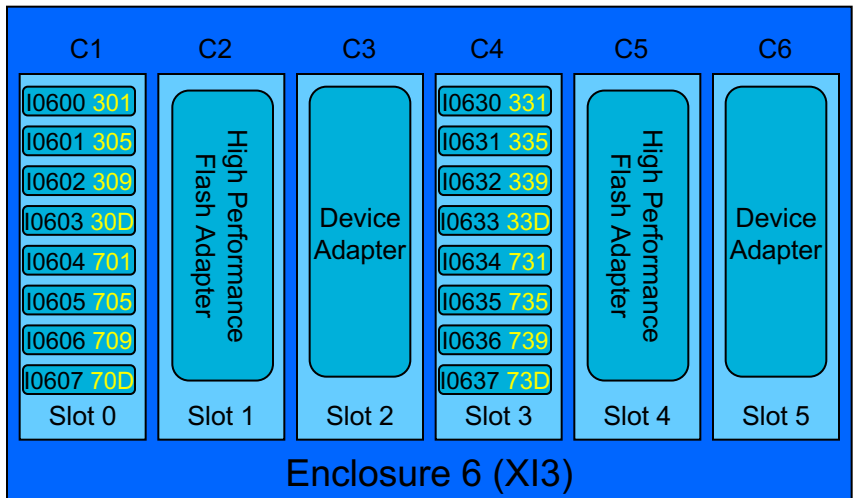 C1 C2 C3 C4 C5 C6
I0600 301
I0601 305
I0602 309
I0603 30D
I0604 701
I0605 705
I0606 709
I0607 70D
Slot 0
High Performance
Flash Adapter
Slot 1
Device
Adapter
Slot 2
I0630 331
I0631 335
I0632 339
I0633 33D
I0634 731
I0635 735
I0636 739
I0637 73D
Slot 3
High Performance
Flash Adapter
Slot 4
Device
Adapter
Slot 5
Enclosure 6 (XI3)